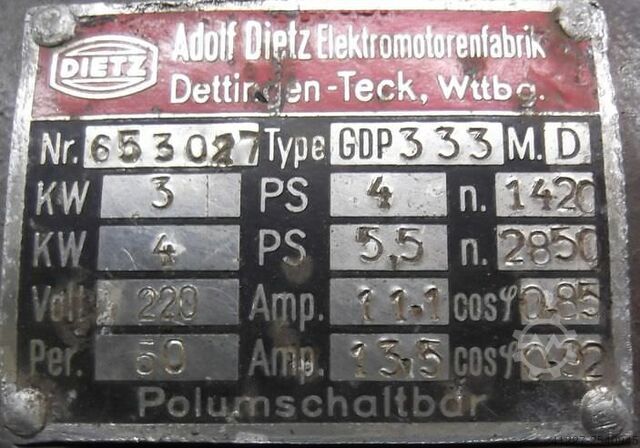 DIETZ
Adolf Dietz Elektromotorenfabrik
Dettingen-Teck, Wttbg.
Nr. 653027 Type GDP 333 M. D
KW 3 PS 4 n. 1420
KW 4 PS 5,5 n. 2850
Volt 220 Amp. 11.1 cosφ 0.85
Per. 50 Amp. 13.5 cosφ
Polumschaltbar